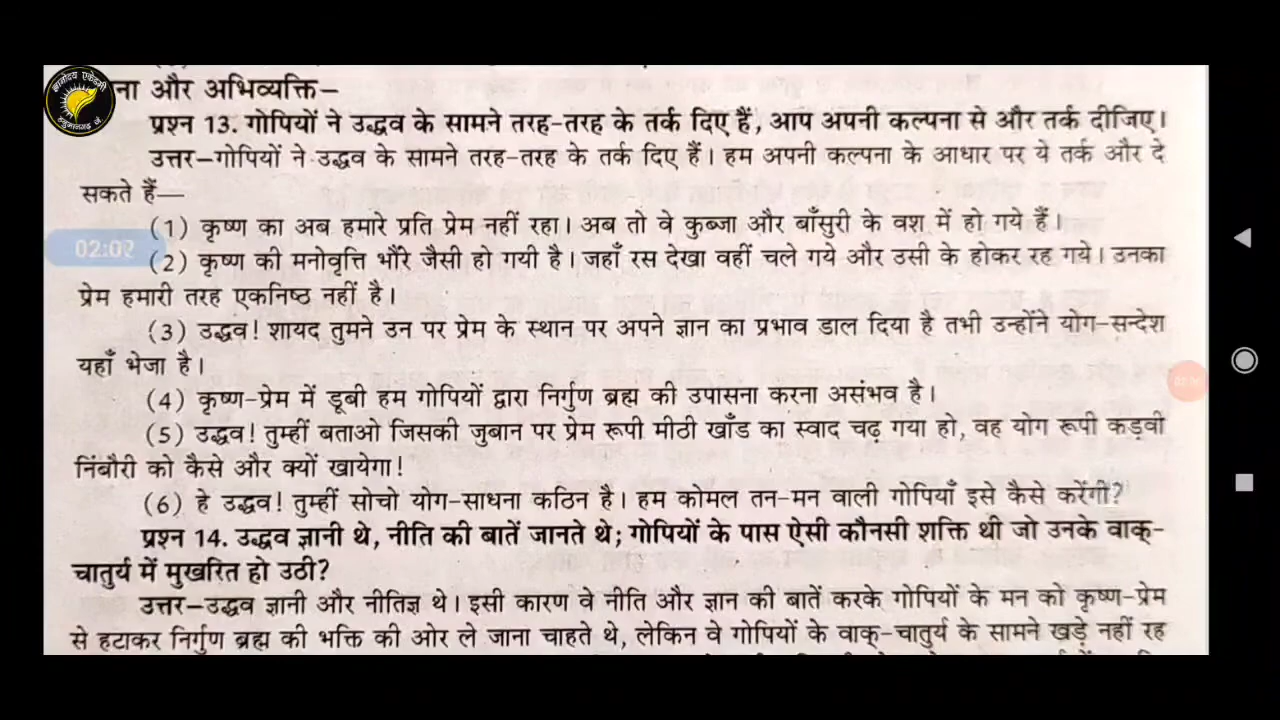 ज्ञानोदय एकेडमी
हनुमानगढ़ जं.
ना और अभिव्यक्ति–
प्रश्न 13. गोपियों ने उद्धव के सामने तरह-तरह के तर्क दिए हैं, आप अपनी कल्पना से और तर्क दीजिए।
उत्तर–गोपियों ने उद्धव के सामने तरह-तरह के तर्क दिए हैं। हम अपनी कल्पना के आधार पर ये तर्क और दे
सकते हैं—
(1) कृष्ण का अब हमारे प्रति प्रेम नहीं रहा। अब तो वे कुब्जा और बाँसुरी के वश में हो गये हैं।
02:02
(2) कृष्ण की मनोवृत्ति भौंरे जैसी हो गयी है। जहाँ रस देखा वहीं चले गये और उसी के होकर रह गये। उनका
प्रेम हमारी तरह एकनिष्ठ नहीं है।
(3) उद्धव! शायद तुमने उन पर प्रेम के स्थान पर अपने ज्ञान का प्रभाव डाल दिया है तभी उन्होंने योग-सन्देश
यहाँ भेजा है।
(4) कृष्ण-प्रेम में डूबी हम गोपियों द्वारा निर्गुण ब्रह्म की उपासना करना असंभव है।
(5) उद्धव! तुम्हीं बताओ जिसकी जुबान पर प्रेम रूपी मीठी खाँड का स्वाद चढ़ गया हो, वह योग रूपी कड़वी
निंबौरी को कैसे और क्यों खायेगा!
(6) हे उद्धव! तुम्हीं सोचो योग-साधना कठिन है। हम कोमल तन-मन वाली गोपियाँ इसे कैसे करेंगी?
प्रश्न 14. उद्धव ज्ञानी थे, नीति की बातें जानते थे; गोपियों के पास ऐसी कौनसी शक्ति थी जो उनके वाक्-
चातुर्य में मुखरित हो उठी?
उत्तर–उद्धव ज्ञानी और नीतिज्ञ थे। इसी कारण वे नीति और ज्ञान की बातें करके गोपियों के मन को कृष्ण-प्रेम
से हटाकर निर्गुण ब्रह्म की भक्ति की ओर ले जाना चाहते थे, लेकिन वे गोपियों के वाक्-चातुर्य के सामने खड़े नहीं रह